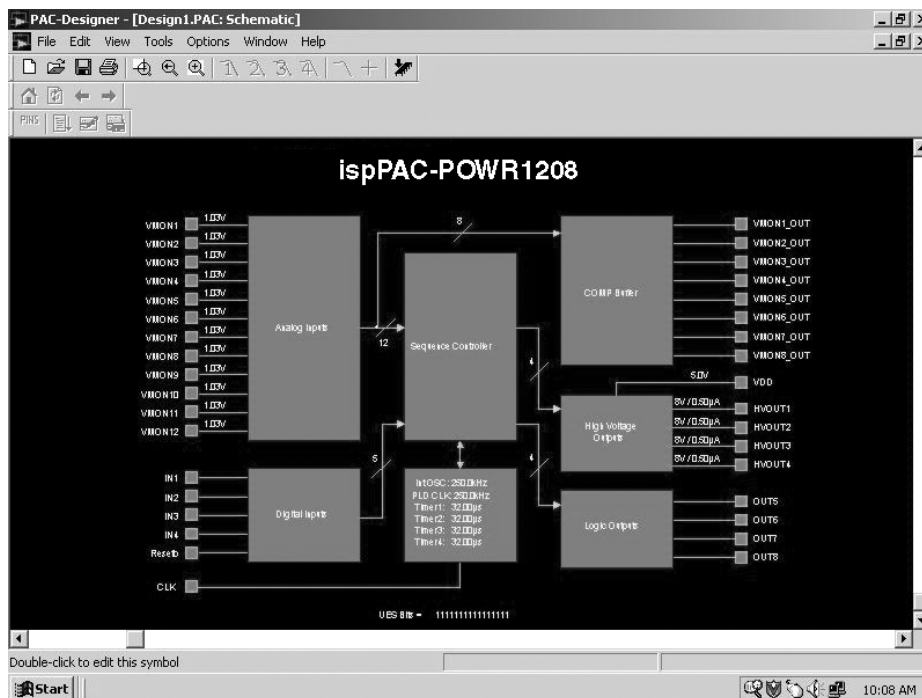 PAC-Designer - [Design1.PAC: Schematic]
File Edit View Tools Options Window Help
1 2 3 4
PINS
ispPAC-POWR1208
VMON1 1.03V
VMON2 1.03V
VMON3 1.03V
VMON4 1.03V
VMON5 1.03V
VMON6 1.03V
VMON7 1.03V
VMON8 1.03V
VMON9 1.03V
VMON10 1.03V
VMON11 1.03V
VMON12 1.03V
Analog Inputs
12
8
Sequence Controller
COMP Buffer
VMON1_OUT
VMON2_OUT
VMON3_OUT
VMON4_OUT
VMON5_OUT
VMON6_OUT
VMON7_OUT
VMON8_OUT
5.0V VDD
4
High Voltage
Outputs
8V/0.50µA HVOUT1
8V/0.50µA HVOUT2
8V/0.50µA HVOUT3
8V/0.50µA HVOUT4
IN1
IN2
IN3
IN4
Resetb
Digital Inputs
5
IntOSC: 250.0kHz
PLD CLK: 250.0kHz
Timer1: 32.00µs
Timer2: 32.00µs
Timer3: 32.00µs
Timer4: 32.00µs
4
Logic Outputs
OUT5
OUT6
OUT7
OUT8
CLK
UES Bits = 1111111111111111
Double-click to edit this symbol
Start
10:08 AM